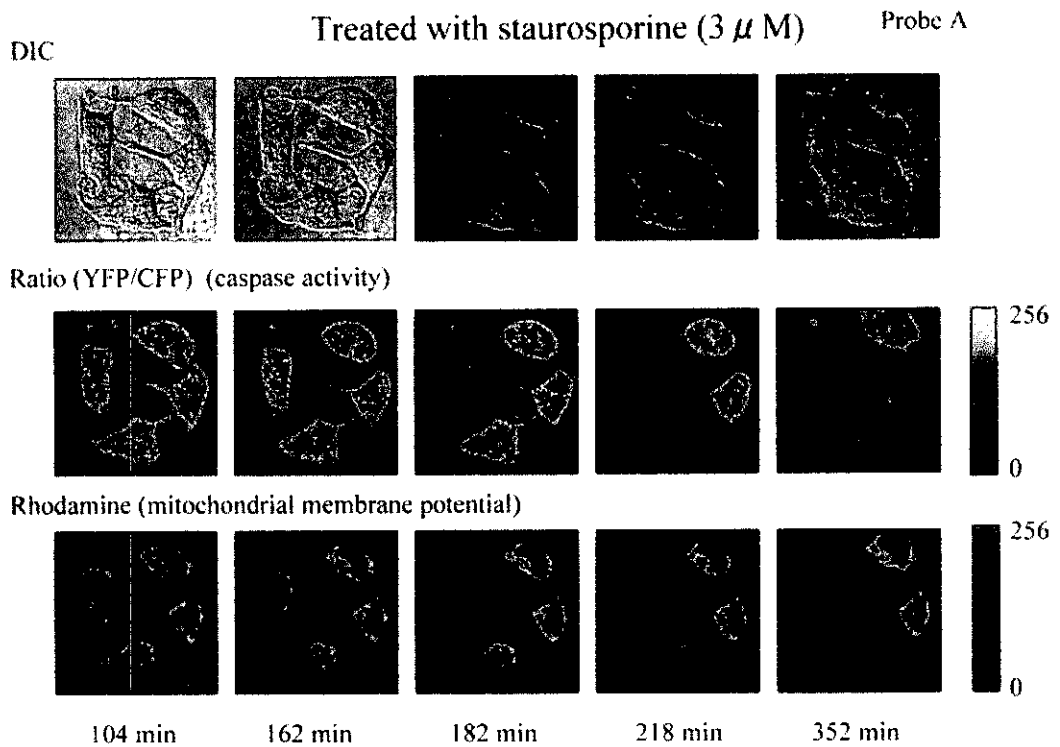 Treated with staurosporine (3 μ M)
Probe A
DIC
Ratio (YFP/CFP) (caspase activity)
256
0
Rhodamine (mitochondrial membrane potential)
256
0
104 min
162 min
182 min
218 min
352 min